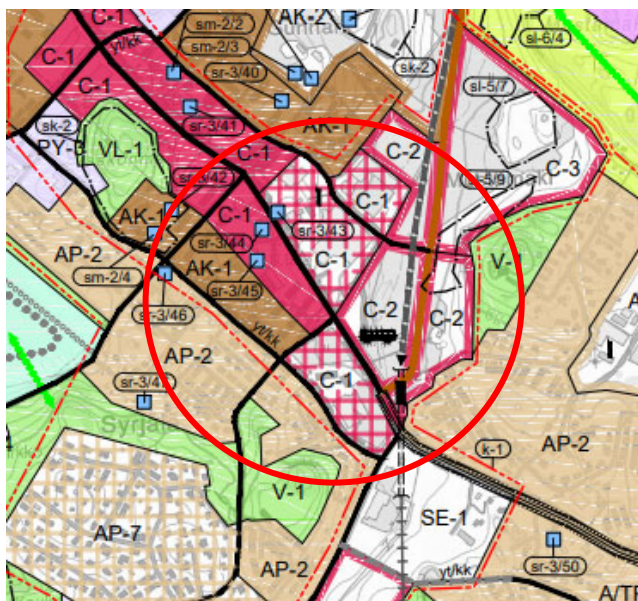 sm-2/2
AK-2
sl-6/4
C-1
yt/kk
sm-2/3
sk-2
C-1
sr-3/40
sl-5/7
sr-3/41
AK-1
sk-2
PY-3
VL-1
C-1
C-2
C-3
sr-3/42
C-1
C-1
AK-1
sr-3/43
sr-3/44
C-1
V-1
AP-2
AK-1
sm-2/4
sr-3/45
C-2
C-2
sr-3/46
yt/kk
AP-2
C-1
Syrjä
k-1
AP-2
V-1
AP-7
SE-1
AP-2
yt/kk
sr-3/50